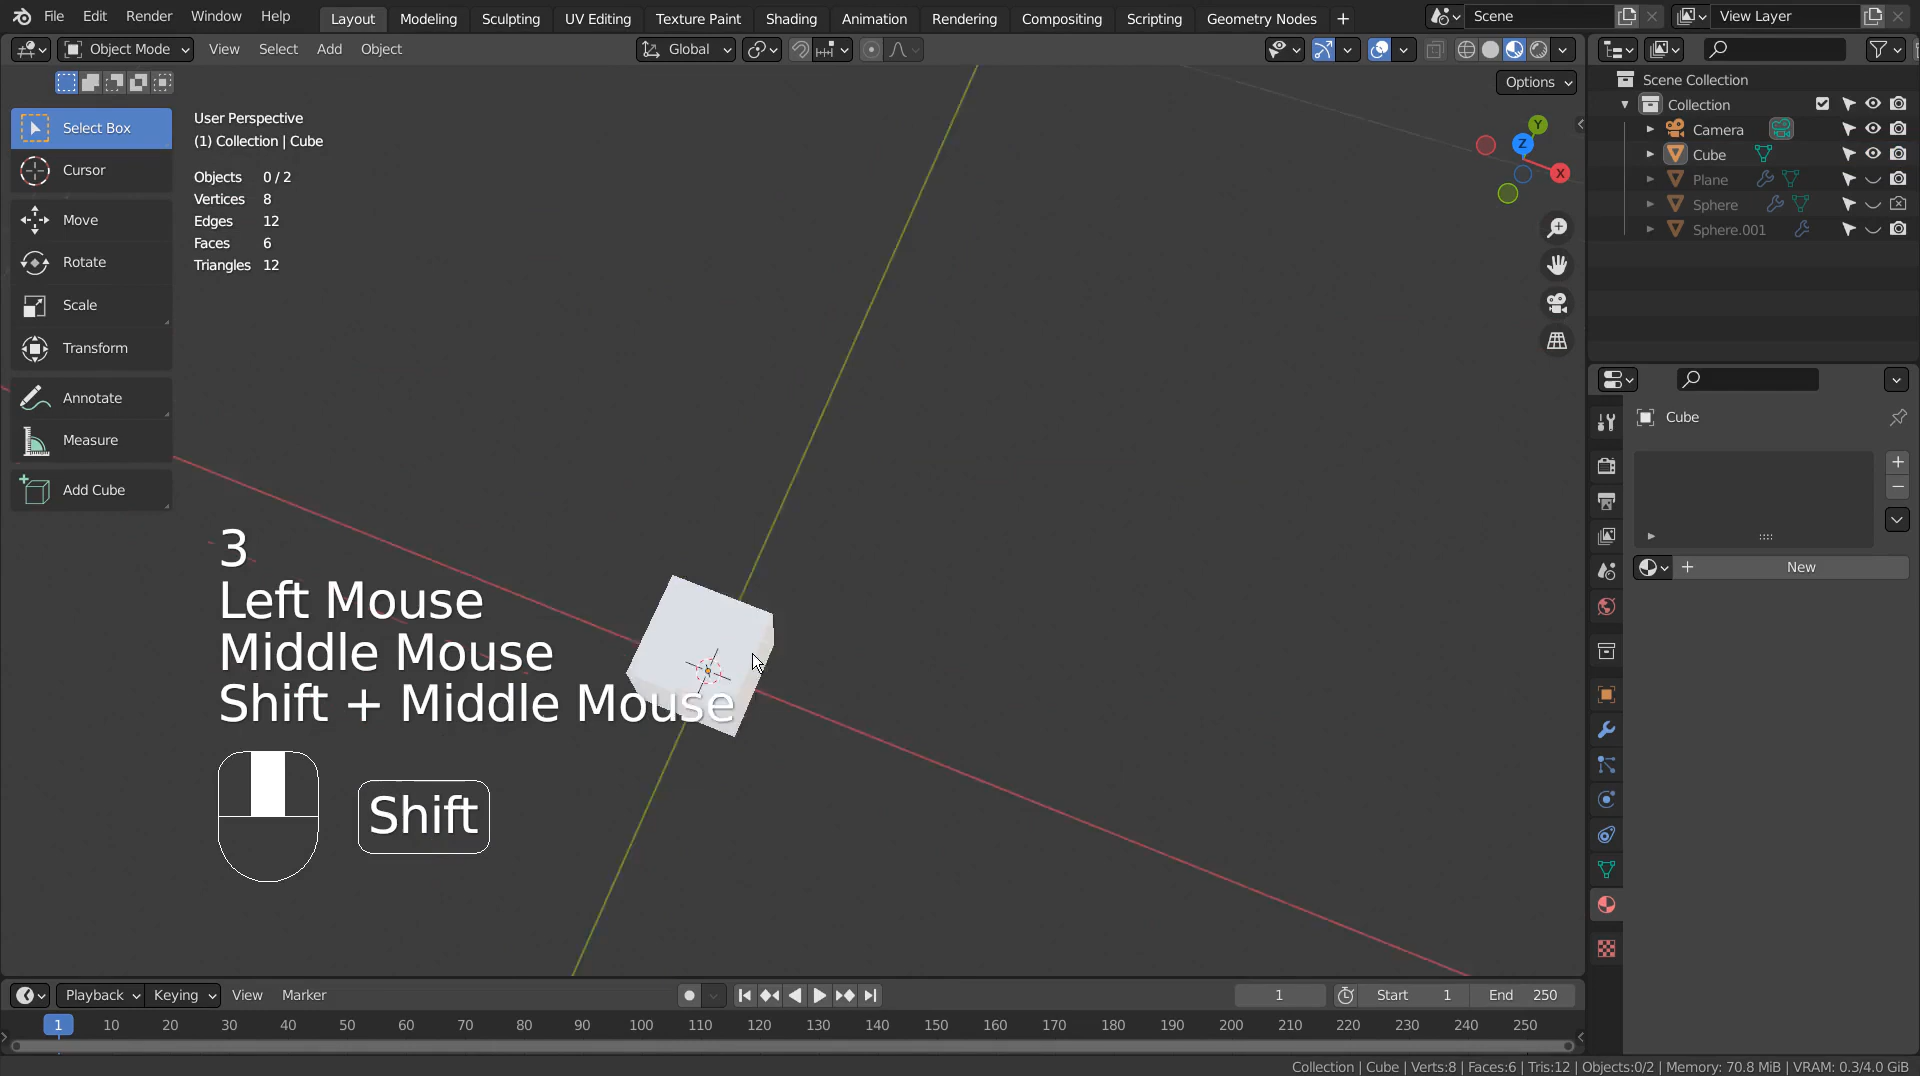 File Edit Render Window Help Layout Modeling Sculpting UV Editing Texture Paint Shading Animation Rendering Compositing Scripting Geometry Nodes + Scene View Layer
Object Mode View Select Add Object Global
Options
Select Box
Cursor
Move
Rotate
Scale
Transform
Annotate
Measure
Add Cube
User Perspective
(1) Collection | Cube
Objects 0 / 2
Vertices 8
Edges 12
Faces 6
Triangles 12
Y
Z
X
3
Left Mouse
Middle Mouse
Shift + Middle Mouse
Shift
Scene Collection
Collection
Camera
Cube
Plane
Sphere
Sphere.001
Cube
New
Playback Keying View Marker 1 Start 1 End 250
1 10 20 30 40 50 60 70 80 90 100 110 120 130 140 150 160 170 180 190 200 210 220 230 240 250
Collection | Cube | Verts:8 | Faces:6 | Tris:12 | Objects:0/2 | Memory: 70.8 MiB | VRAM: 0.3/4.0 GiB